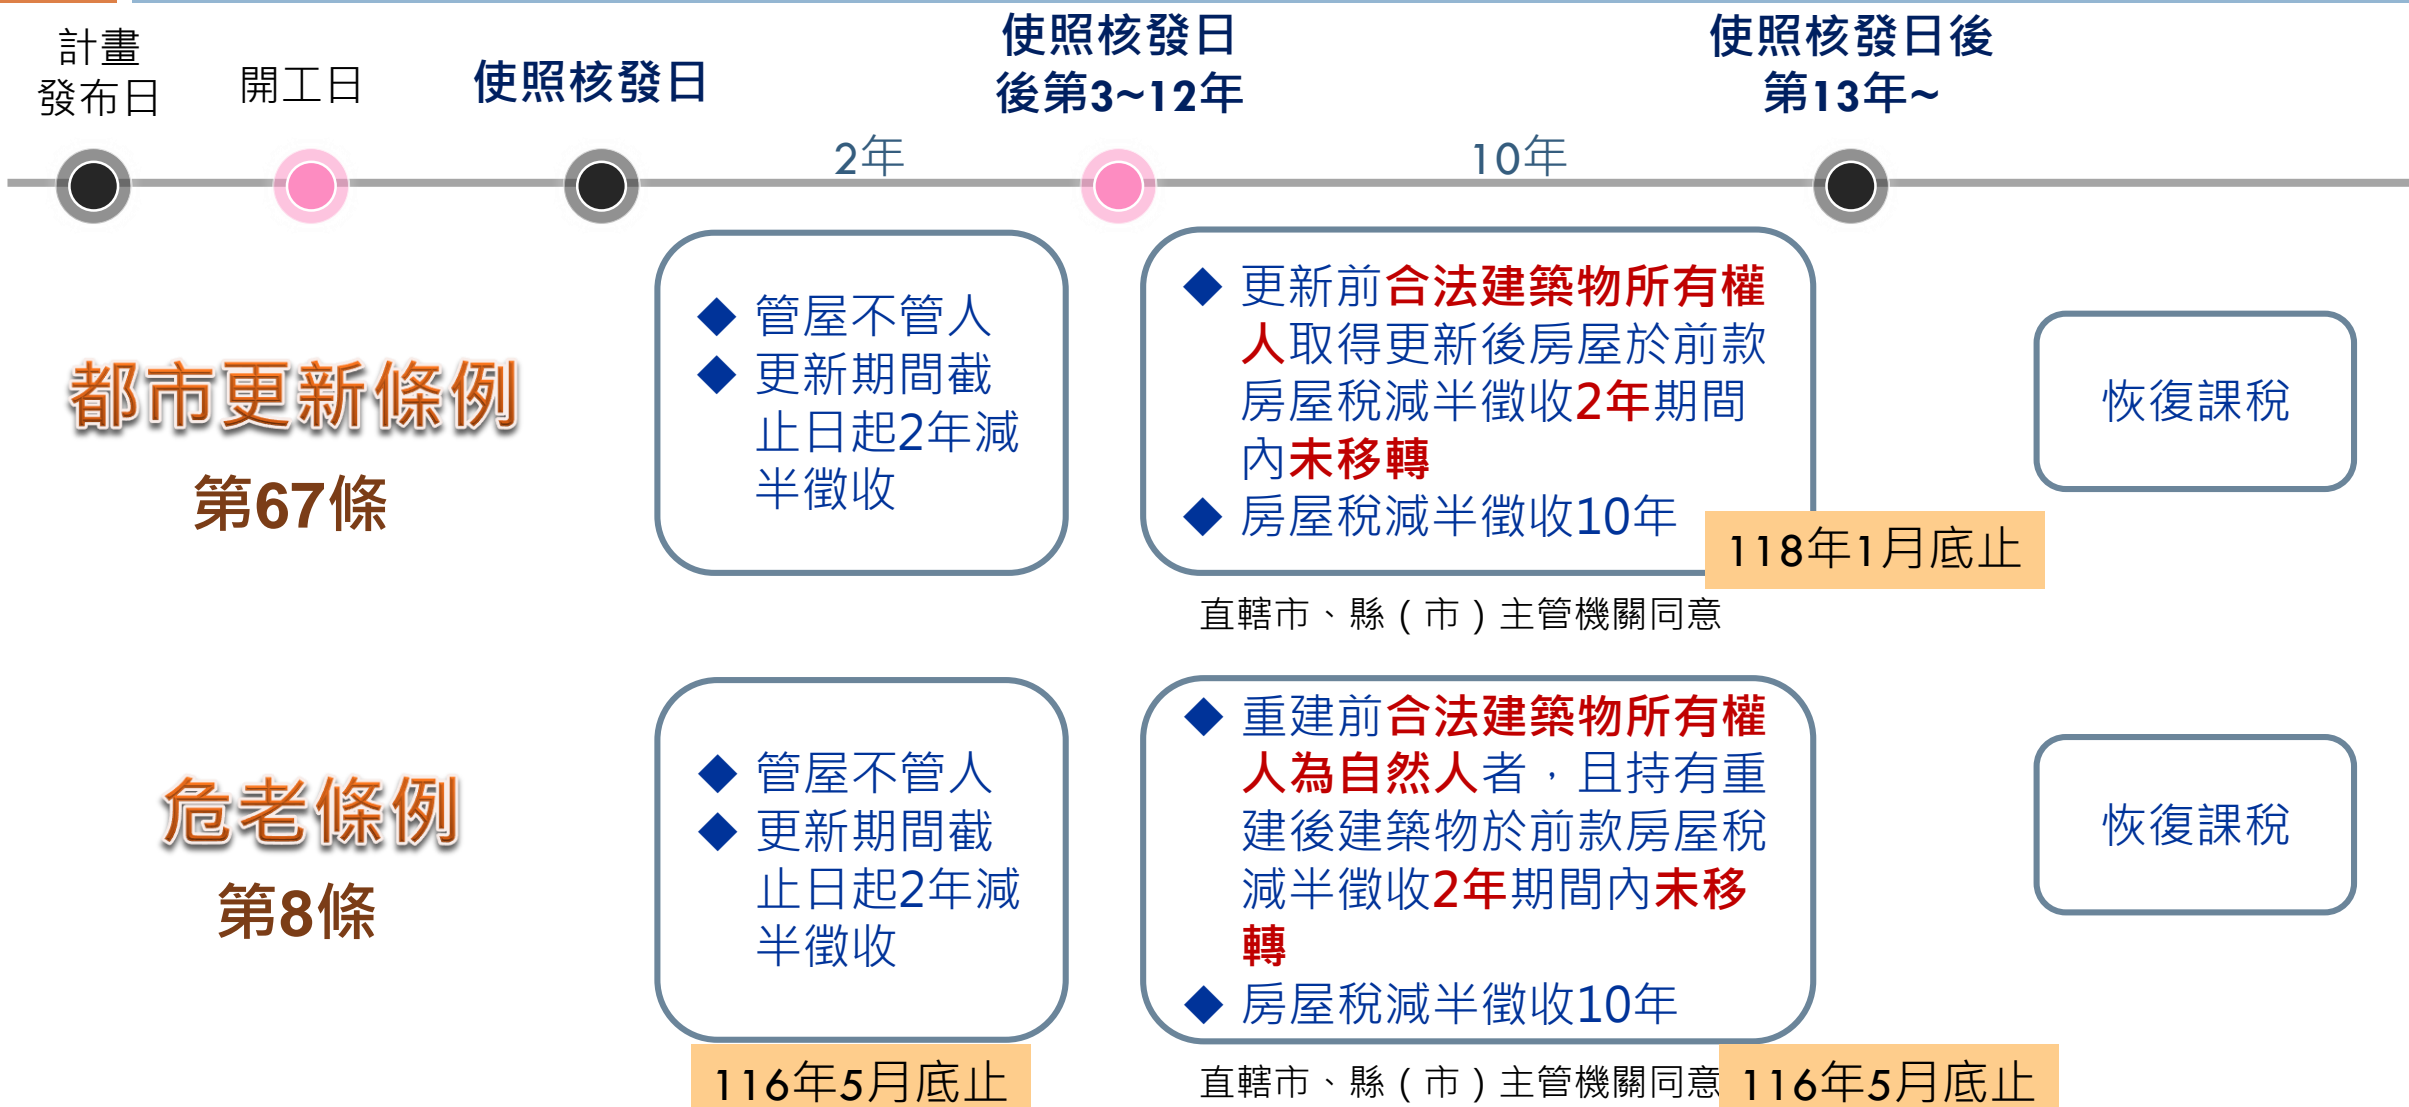 計畫
發布日
開工日
使照核發日
使照核發日
後第3~12年
使照核發日後
第13年~
2年
10年
都市更新條例
第67條
◆ 管屋不管人
◆ 更新期間截
止日起2年減
半徵收
◆ 更新前合法建築物所有權
人取得更新後房屋於前款
房屋稅減半徵收2年期間
內未移轉
◆ 房屋稅減半徵收10年
118年1月底止
直轄市、縣(市)主管機關同意
恢復課稅
危老條例
第8條
◆ 管屋不管人
◆ 更新期間截
止日起2年減
半徵收
116年5月底止
◆ 重建前合法建築物所有權
人為自然人者，且持有重
建後建築物於前款房屋稅
減半徵收2年期間內未移
轉
◆ 房屋稅減半徵收10年
直轄市、縣(市)主管機關同意
116年5月底止
恢復課稅